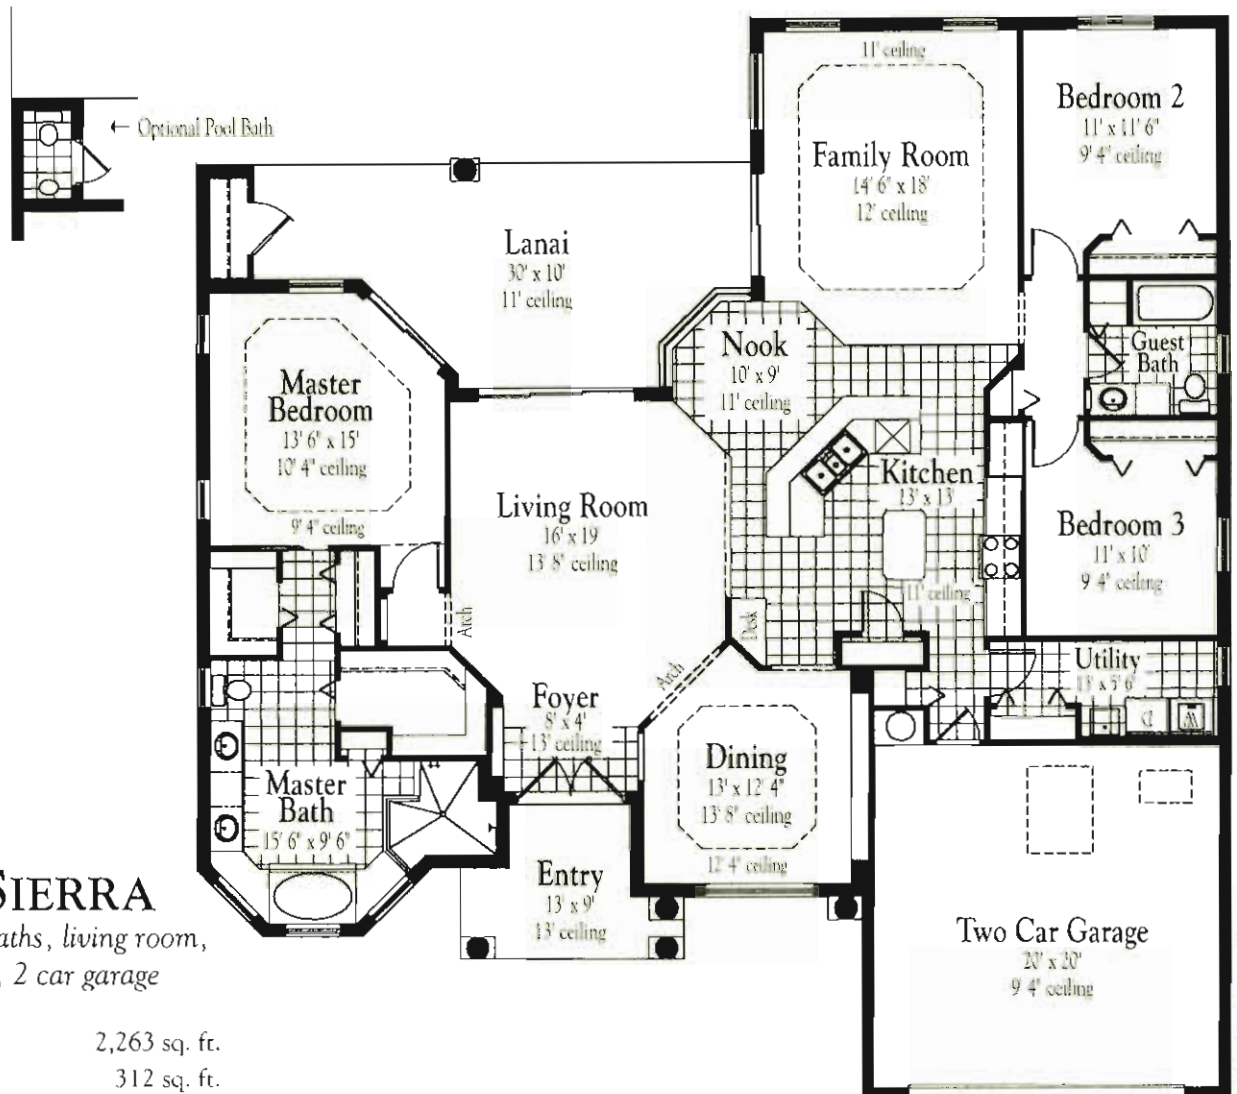 11' ceiling
Bedroom 2
11' x 11' 6"
9' 4" ceiling
← Optional Pool Bath
Family Room
14' 6" x 18'
12' ceiling
Lanai
30' x 10'
11' ceiling
Nook
10' x 9'
11' ceiling
Guest
Bath
Master
Bedroom
13' 6" x 15'
10' 4" ceiling
9' 4" ceiling
Kitchen
13' x 13'
11' ceiling
Living Room
16' x 19'
13' 8" ceiling
Bedroom 3
11' x 10'
9' 4" ceiling
Arch
Desk
Arch
Utility
13' x 5' 6"
D
W
Foyer
8' x 4'
13' ceiling
Dining
13' x 12' 4"
13' 8" ceiling
12' 4" ceiling
Master
Bath
15' 6" x 9' 6"
Entry
13' x 9'
13' ceiling
Two Car Garage
20' x 20'
9' 4" ceiling
SIERRA
aths, living room,
, 2 car garage
2,263 sq. ft.
312 sq. ft.